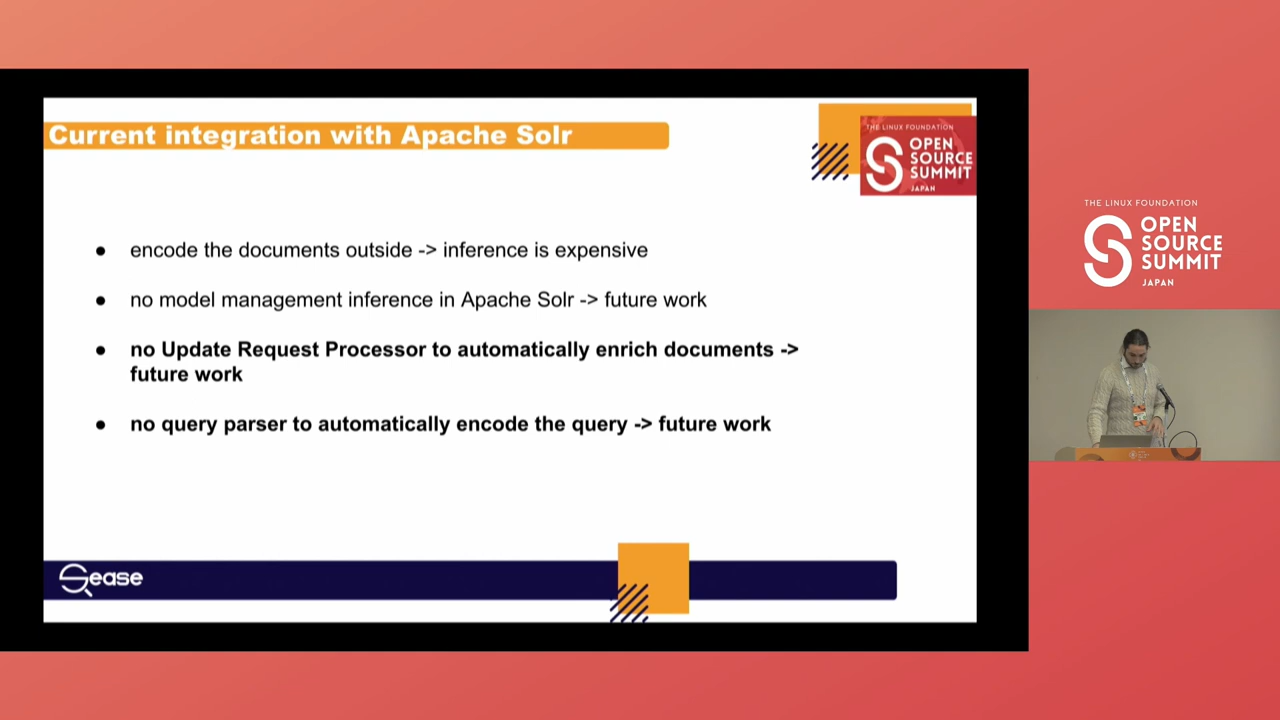 Current integration with Apache Solr
THE LINUX FOUNDATION
OPEN
SOURCE
SUMMIT
JAPAN
● encode the documents outside -> inference is expensive
● no model management inference in Apache Solr -> future work
● no Update Request Processor to automatically enrich documents ->
future work
● no query parser to automatically encode the query -> future work
Sease
THE LINUX FOUNDATION
OPEN
SOURCE
SUMMIT
JAPAN